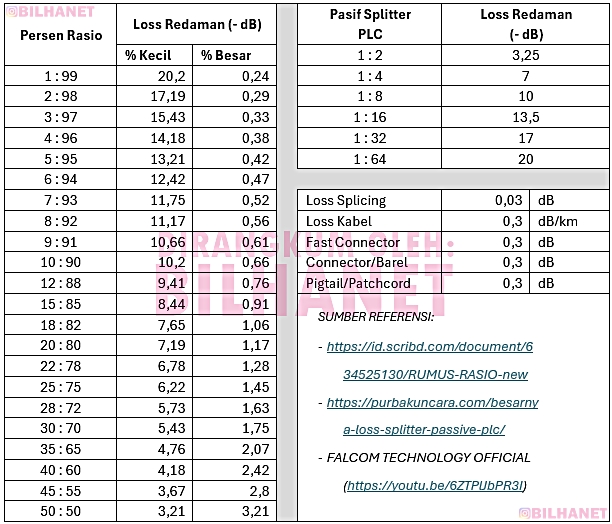 BILHANET
Persen Rasio
Loss Redaman (- dB)
% Kecil % Besar
1 : 99 20,2 0,24
2 : 98 17,19 0,29
3 : 97 15,43 0,33
4 : 96 14,18 0,38
5 : 95 13,21 0,42
6 : 94 12,42 0,47
7 : 93 11,75 0,52
8 : 92 11,17 0,56
9 : 91 10,66 0,61
10 : 90 10,2 0,66
12 : 88 9,41 0,76
15 : 85 8,44 0,91
18 : 82 7,65 1,06
20 : 80 7,19 1,17
22 : 78 6,78 1,28
25 : 75 6,22 1,45
28 : 72 5,73 1,63
30 : 70 5,43 1,75
35 : 65 4,76 2,07
40 : 60 4,18 2,42
45 : 55 3,67 2,8
50 : 50 3,21 3,21
Pasif Splitter
PLC
Loss Redaman
(- dB)
1 : 2 3,25
1 : 4 7
1 : 8 10
1 : 16 13,5
1 : 32 17
1 : 64 20
Loss Splicing 0,03 dB
Loss Kabel 0,3 dB/km
Fast Connector 0,3 dB
Connector/Barel 0,3 dB
Pigtail/Patchcord 0,3 dB
DIRANGKUM OLEH:
BILHANET
SUMBER REFERENSI:
- https://id.scribd.com/document/6
34525130/RUMUS-RASIO-new
- https://purbakuncara.com/besarny
a-loss-splitter-passive-plc/
- FALCOM TECHNOLOGY OFFICIAL
(https://youtu.be/6ZTPUbPR3I)
BILHANET